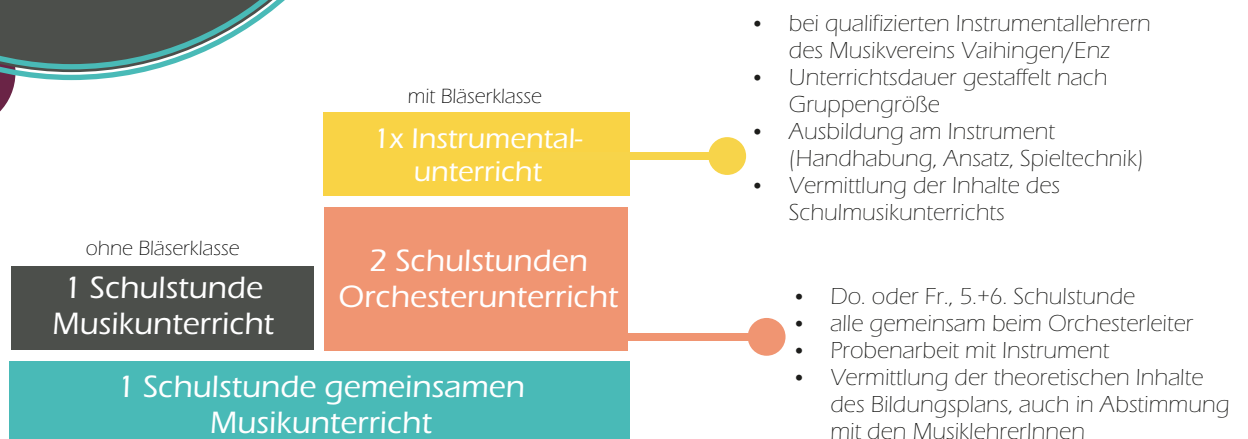 mit Bläserklasse
1x Instrumental-
unterricht
• bei qualifizierten Instrumentallehrern
des Musikvereins Vaihingen/Enz
• Unterrichtsdauer gestaffelt nach
Gruppengröße
• Ausbildung am Instrument
(Handhabung, Ansatz, Spieltechnik)
• Vermittlung der Inhalte des
Schulmusikunterrichts
ohne Bläserklasse
1 Schulstunde
Musikunterricht
2 Schulstunden
Orchesterunterricht
• Do. oder Fr., 5.+6. Schulstunde
• alle gemeinsam beim Orchesterleiter
• Probenarbeit mit Instrument
• Vermittlung der theoretischen Inhalte
des Bildungsplans, auch in Abstimmung
mit den MusiklehrerInnen
1 Schulstunde gemeinsamen
Musikunterricht